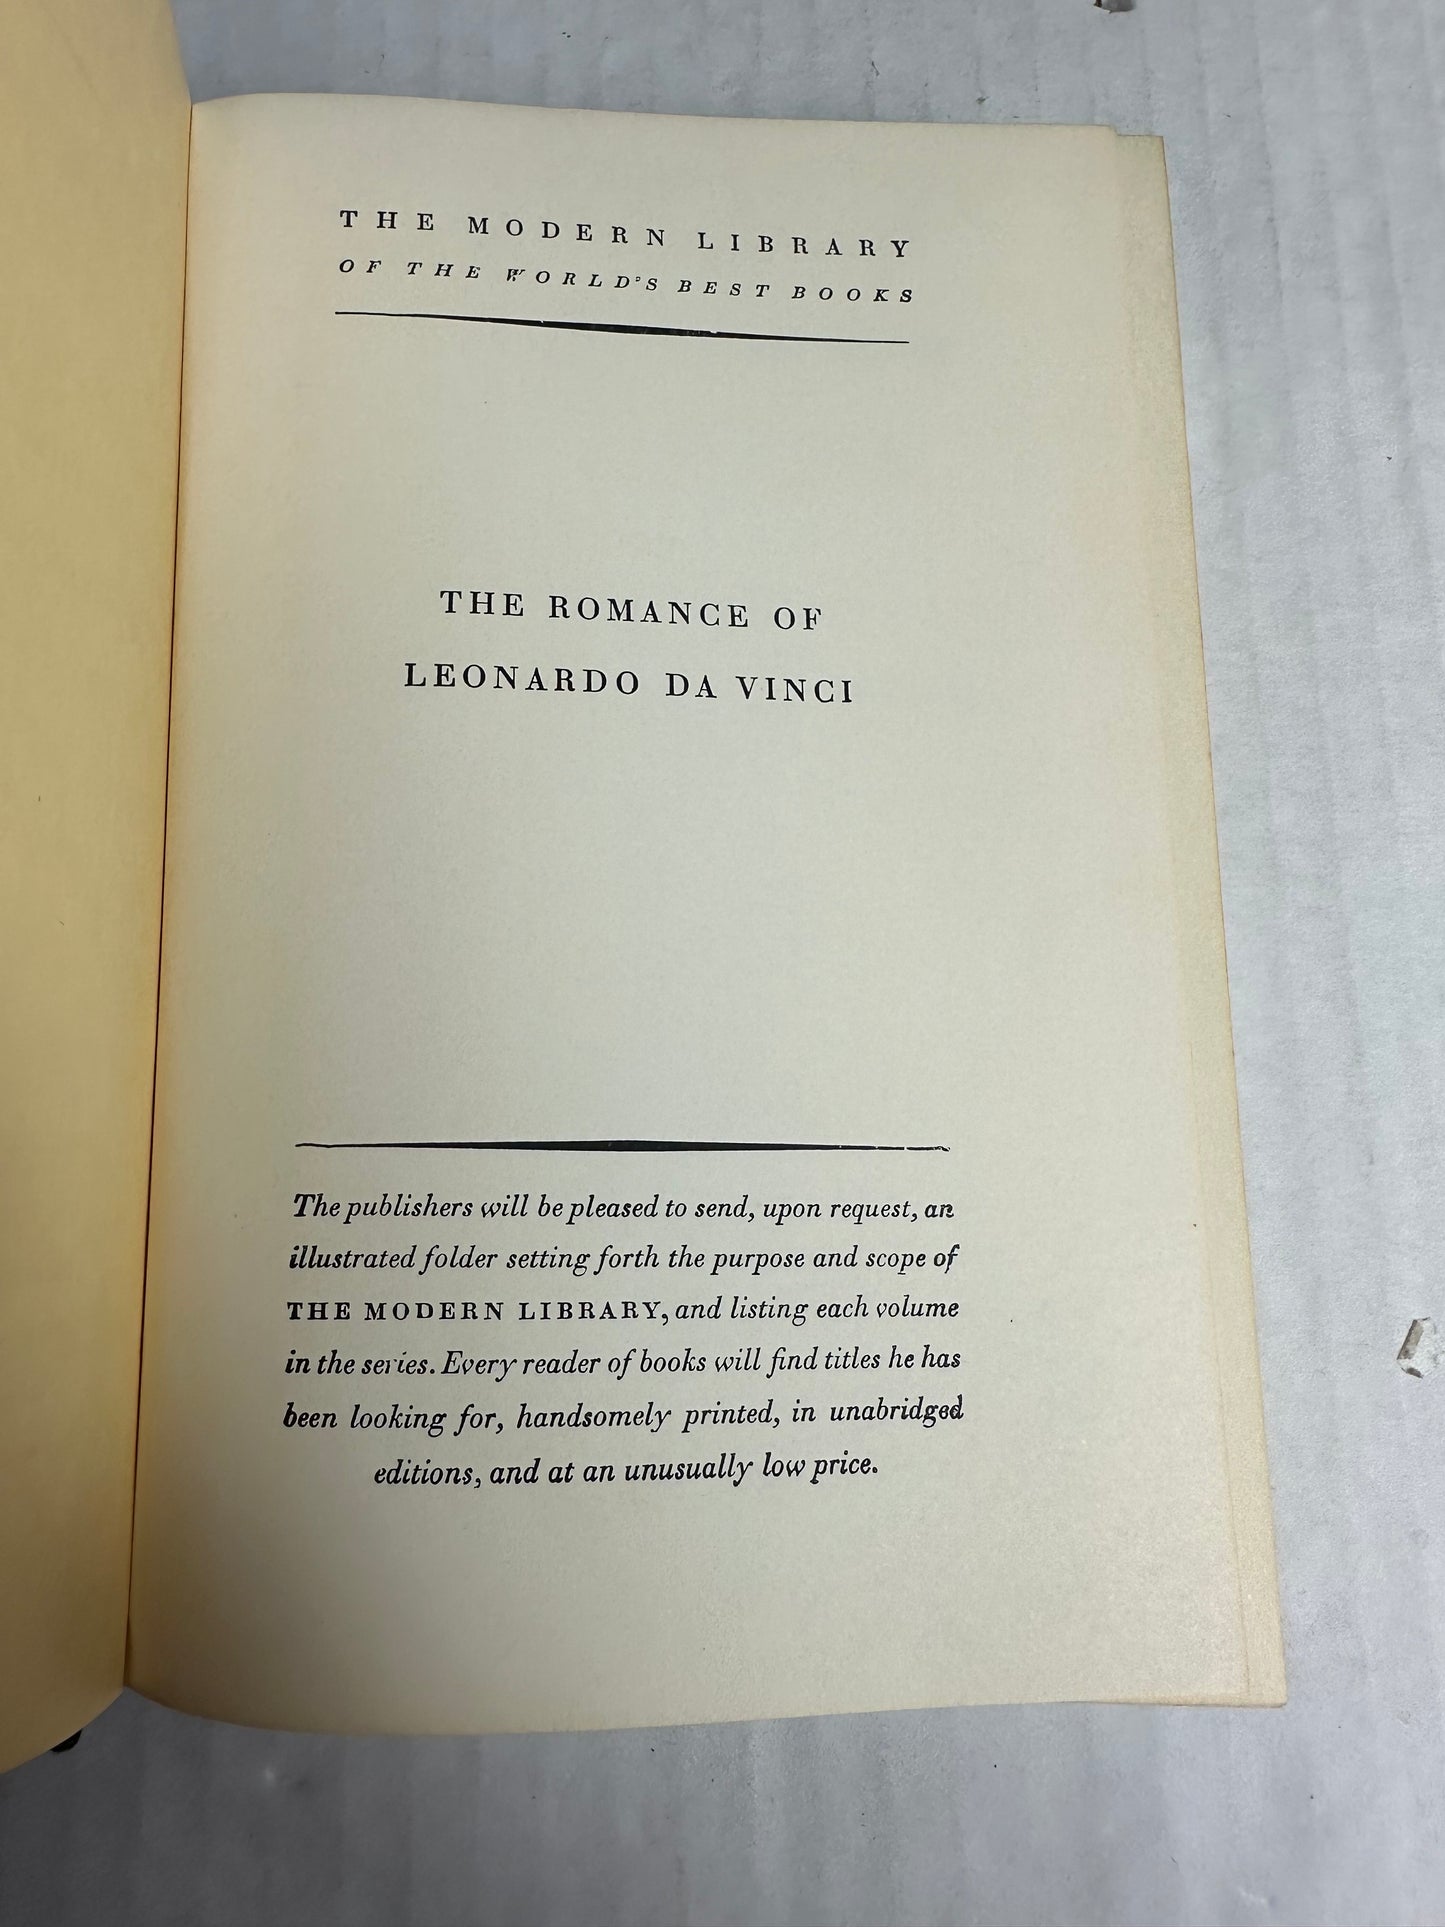 THE MODERN LIBRARY
OF THE WORLD'S BEST BOOKS
THE ROMANCE OF
LEONARDO DA VINCI
The publishers will be pleased to send, upon request, an
illustrated folder setting forth the purpose and scope of
THE MODERN LIBRARY, and listing each volume
in the series. Every reader of books will find titles he has
been looking for, handsomely printed, in unabridged
editions, and at an unusually low price.